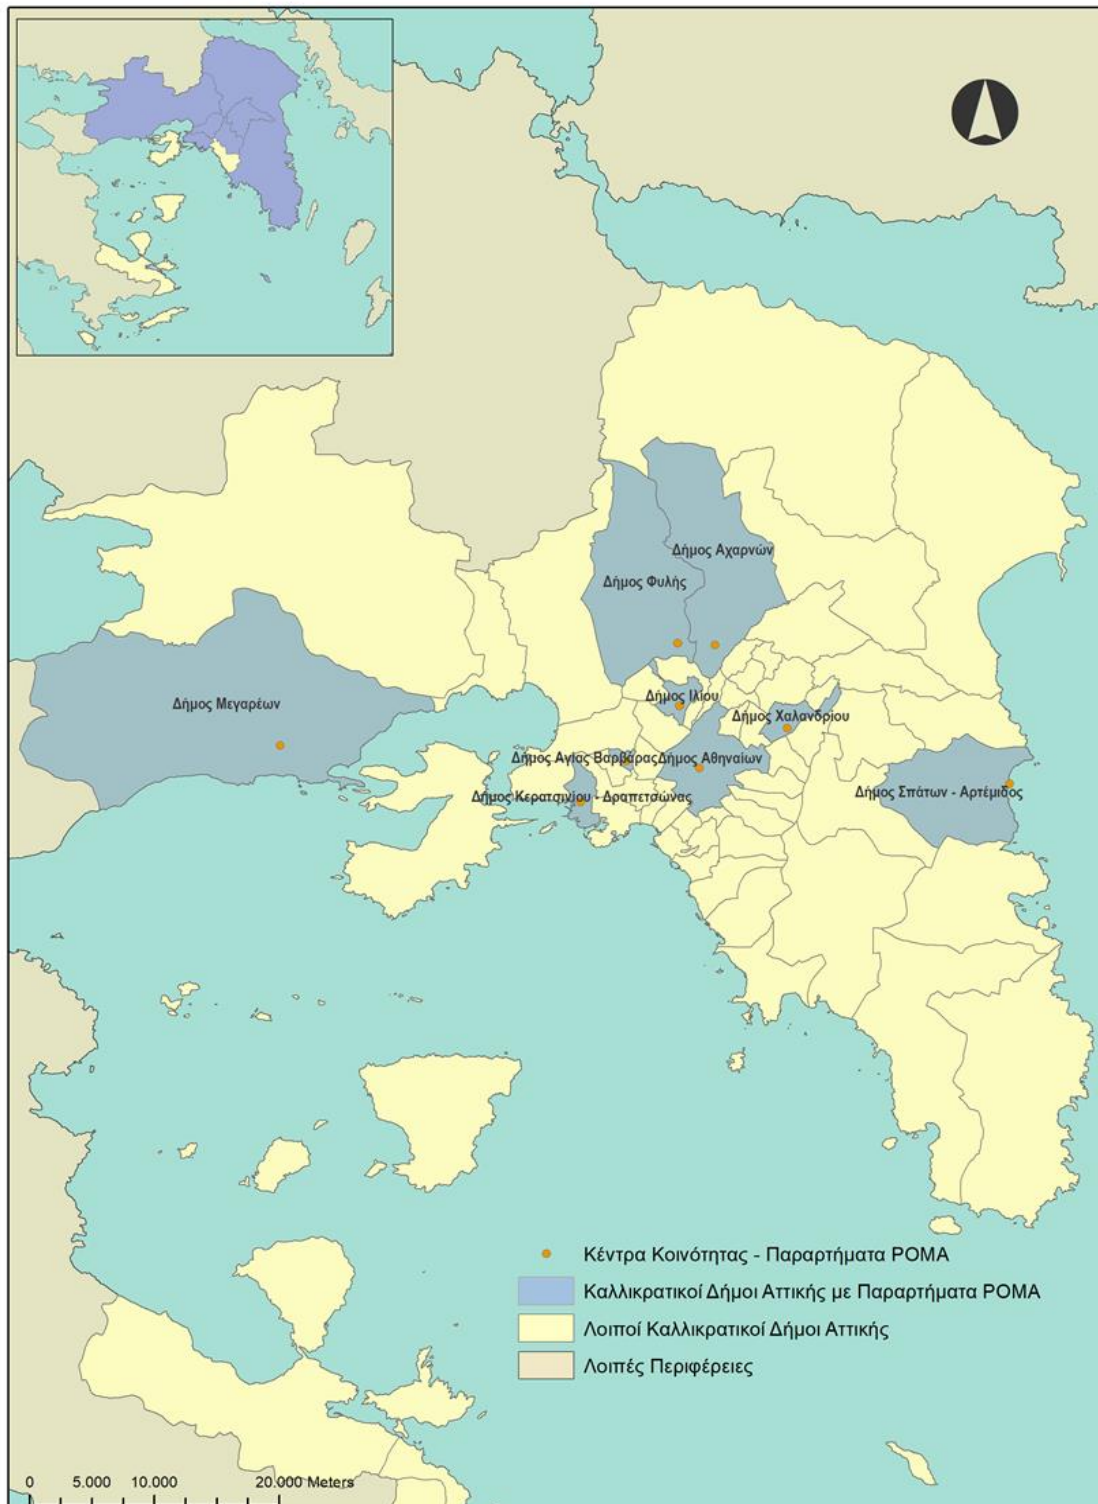 Δήμος Αχαρνών
Δήμος Φυλής
Δήμος Μεγαρέων
Δήμος Ιλίου
Δήμος Χαλανδρίου
Δήμος Αγίας Βαρβάρας
Δήμος Αθηναίων
Δήμος Σπάτων - Αρτέμιδος
Δήμος Κερατσινίου - Δραπετσώνας
Κέντρα Κοινότητας - Παραρτήματα ΡΟΜΑ
Καλλικρατικοί Δήμοι Αττικής με Παραρτήματα ΡΟΜΑ
Λοιποί Καλλικρατικοί Δήμοι Αττικής
Λοιπές Περιφέρειες
0 5.000 10.000 20.000 Meters